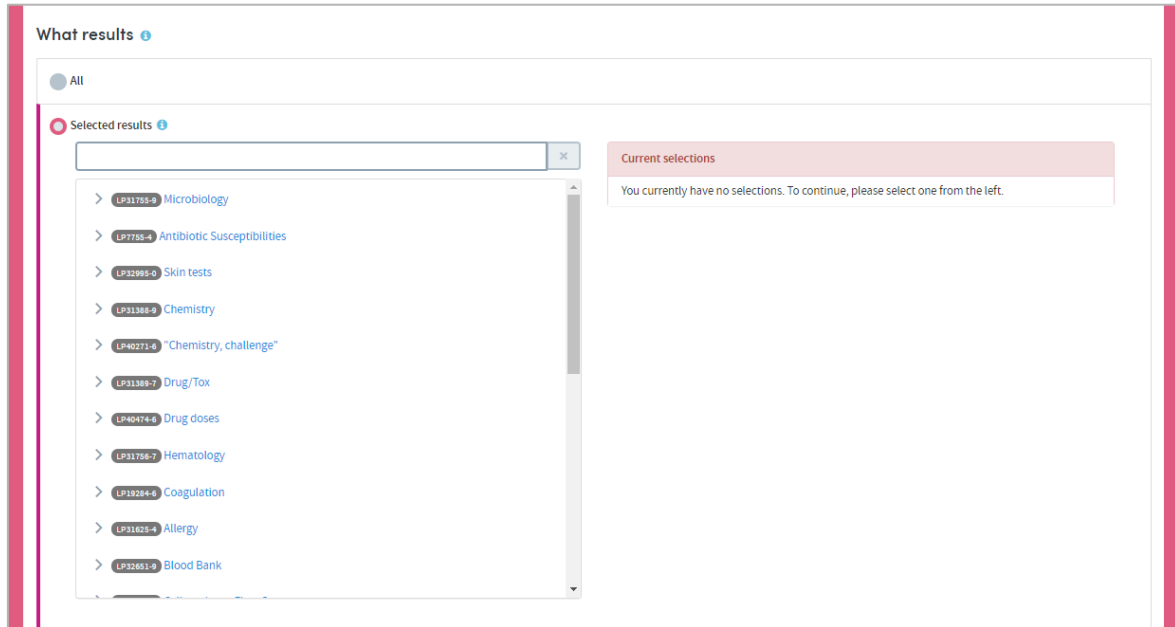 What results
All
Selected results
Current selections
You currently have no selections. To continue, please select one from the left.
LP31755-9 Microbiology
LP7755-4 Antibiotic Susceptibilities
LP32995-0 Skin tests
LP31388-9 Chemistry
LP40271-6 "Chemistry, challenge"
LP31389-7 Drug/Tox
LP40474-6 Drug doses
LP31756-7 Hematology
LP19284-6 Coagulation
LP31625-4 Allergy
LP32651-9 Blood Bank